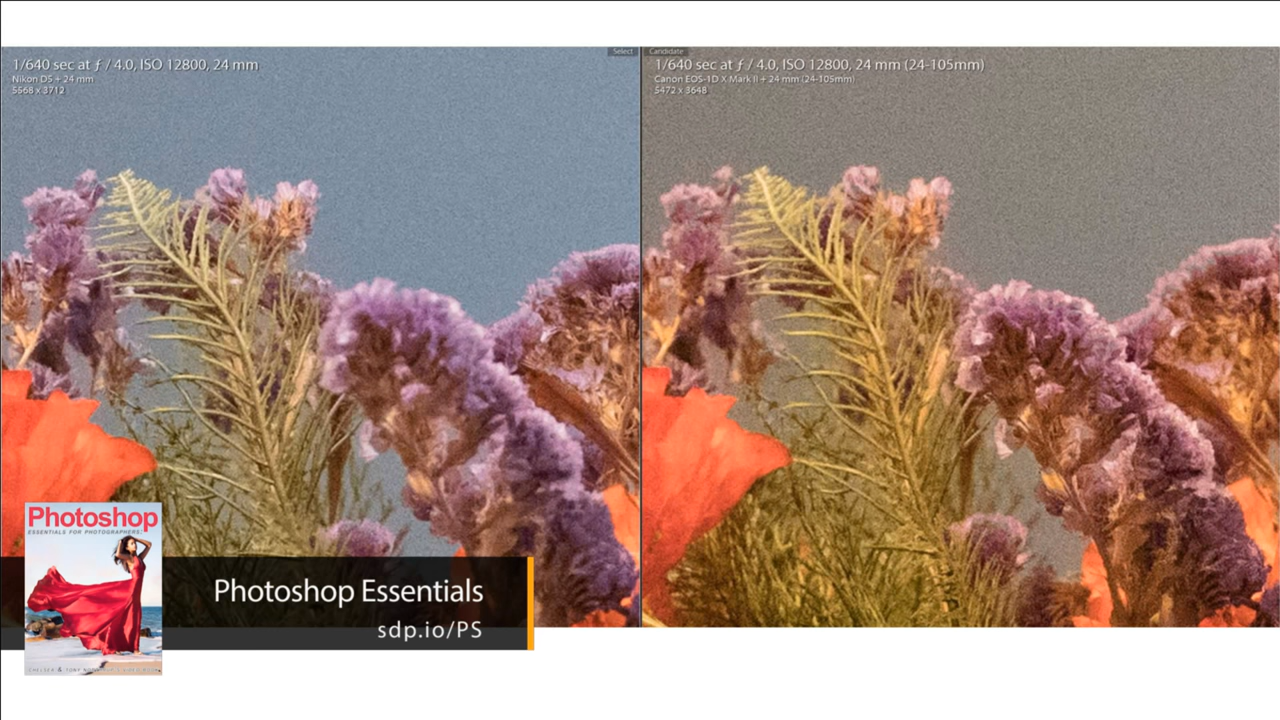 Select
Candidate
1/640 sec at ƒ / 4.0, ISO 12800, 24 mm
Nikon D5 + 24 mm
5568 x 3712
1/640 sec at ƒ / 4.0, ISO 12800, 24 mm (24-105mm)
Canon EOS-1D X Mark II + 24 mm (24-105mm)
5472 x 3648
Photoshop
ESSENTIALS FOR PHOTOGRAPHERS
Photoshop Essentials
sdp.io/PS